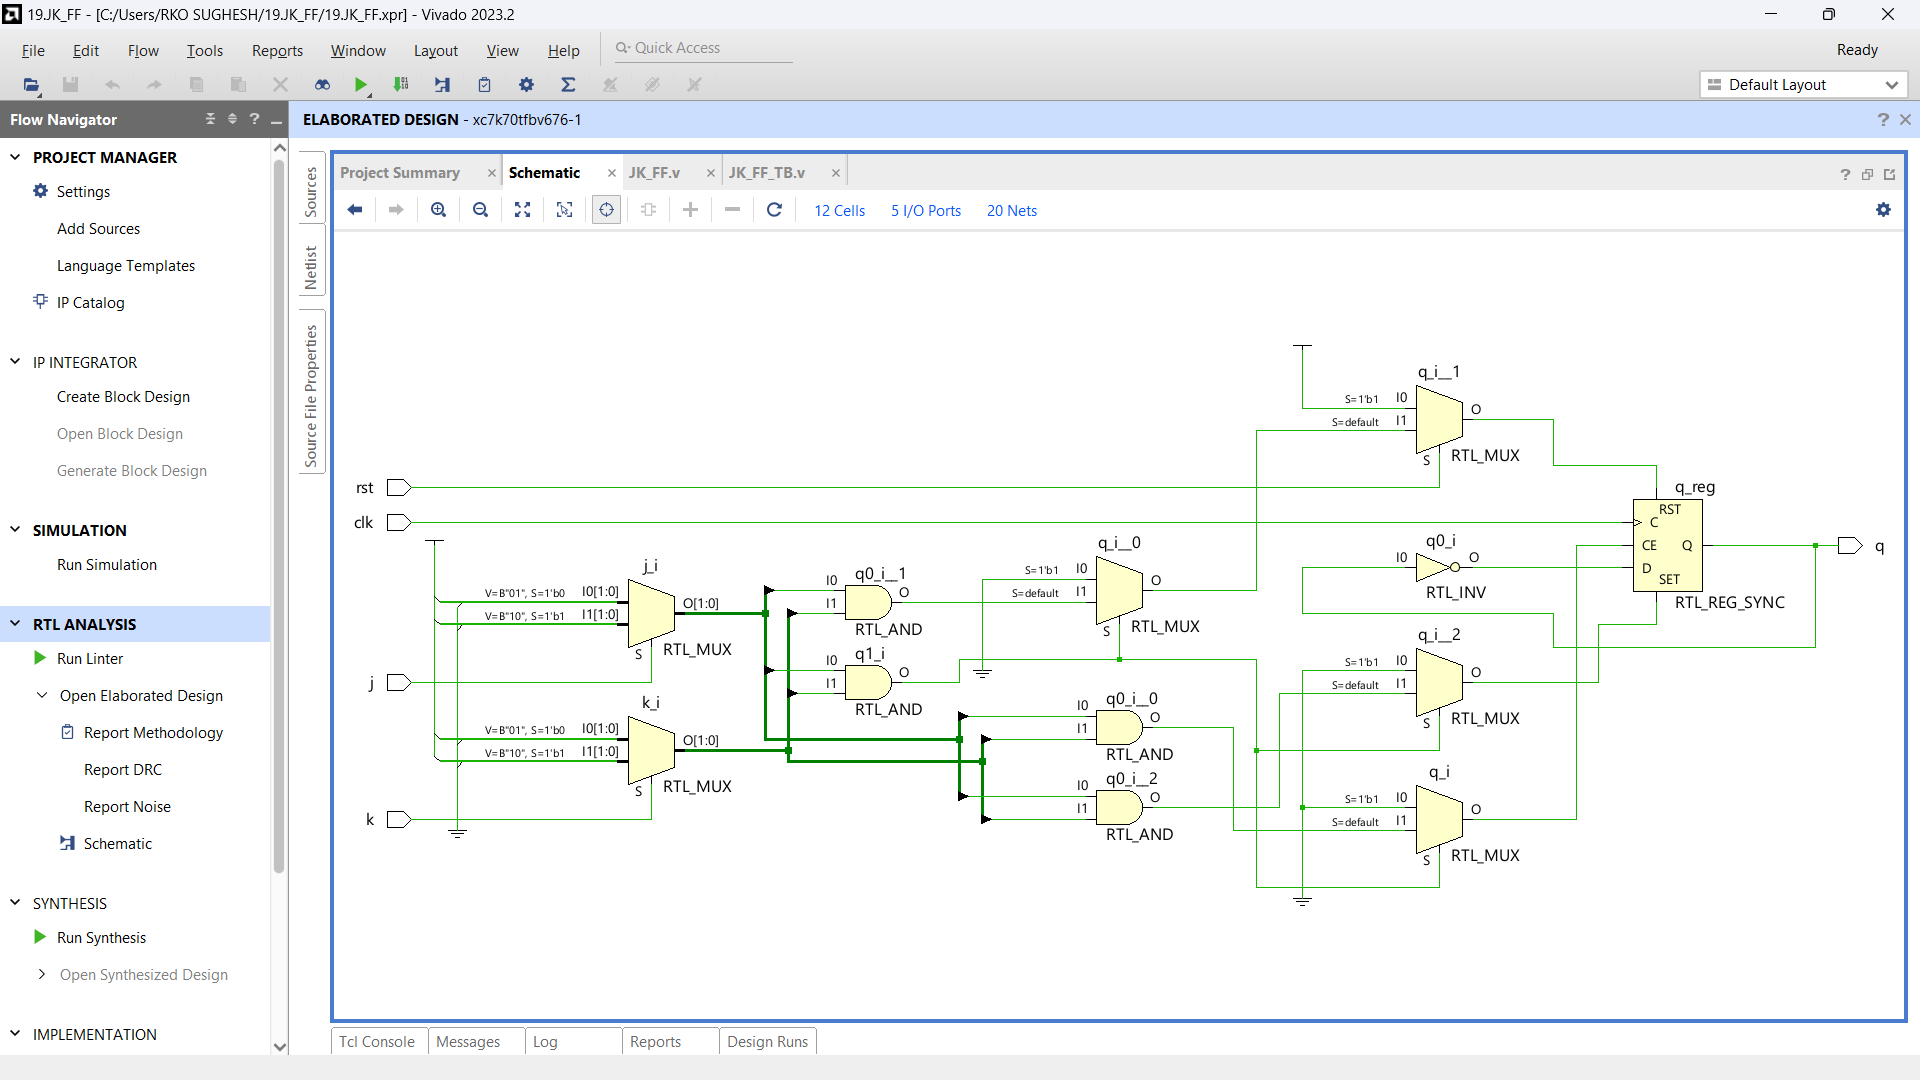 19.JK_FF - [C:/Users/RKO SUGHESH/19.JK_FF/19.JK_FF.xpr] - Vivado 2023.2
File Edit Flow Tools Reports Window Layout View Help Quick Access Ready
Default Layout
Flow Navigator
ELABORATED DESIGN - xc7k70tfbv676-1
PROJECT MANAGER
Settings
Add Sources
Language Templates
IP Catalog
IP INTEGRATOR
Create Block Design
Open Block Design
Generate Block Design
SIMULATION
Run Simulation
RTL ANALYSIS
Run Linter
Open Elaborated Design
Report Methodology
Report DRC
Report Noise
Schematic
SYNTHESIS
Run Synthesis
Open Synthesized Design
IMPLEMENTATION
Sources
Netlist
Source File Properties
Project Summary Schematic JK_FF.v JK_FF_TB.v
12 Cells 5 I/O Ports 20 Nets
rst
clk
j
k
j_i
V=B"01", S=1'b0 I0[1:0]
V=B"10", S=1'b1 I1[1:0]
O[1:0]
S
RTL_MUX
k_i
V=B"01", S=1'b0 I0[1:0]
V=B"10", S=1'b1 I1[1:0]
O[1:0]
S
RTL_MUX
q0_i__1
I0
I1
O
RTL_AND
q1_i
I0
I1
O
RTL_AND
q_i__0
S=1'b1 I0
S=default I1
O
S
RTL_MUX
q0_i__0
I0
I1
O
RTL_AND
q0_i__2
I0
I1
O
RTL_AND
q_i__1
S=1'b1 I0
S=default I1
O
S
RTL_MUX
q0_i
I0
O
RTL_INV
q_i__2
S=1'b1 I0
S=default I1
O
S
RTL_MUX
q_i
S=1'b1 I0
S=default I1
O
S
RTL_MUX
q_reg
RST
C
CE Q
D
SET
RTL_REG_SYNC
q
Tcl Console Messages Log Reports Design Runs